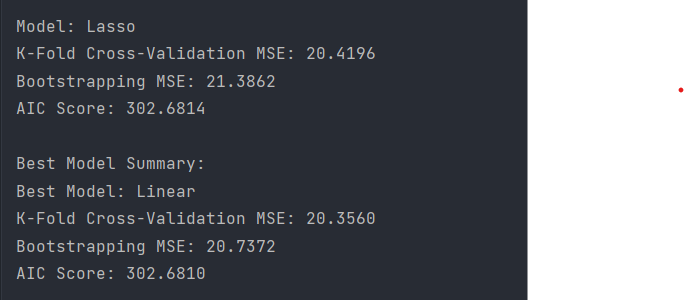 Model: Lasso
K-Fold Cross-Validation MSE: 20.4196
Bootstrapping MSE: 21.3862
AIC Score: 302.6814
Best Model Summary:
Best Model: Linear
K-Fold Cross-Validation MSE: 20.3560
Bootstrapping MSE: 20.7372
AIC Score: 302.6810